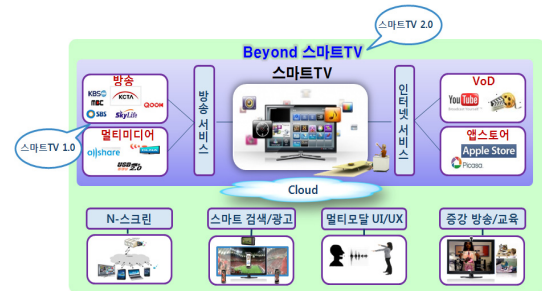 스마트TV 2.0
Beyond 스마트TV
스마트TV
방송
KBS
KCTA
MBC
QOOK
SBS
SkyLife
방송 서비스
인터넷 서비스
VoD
YouTube
멀티미디어
allshare
USB 2.0
스마트TV 1.0
앱스토어
Apple Store
Picasa
Cloud
N-스크린
스마트 검색/광고
멀티모달 UI/UX
증강 방송/교육